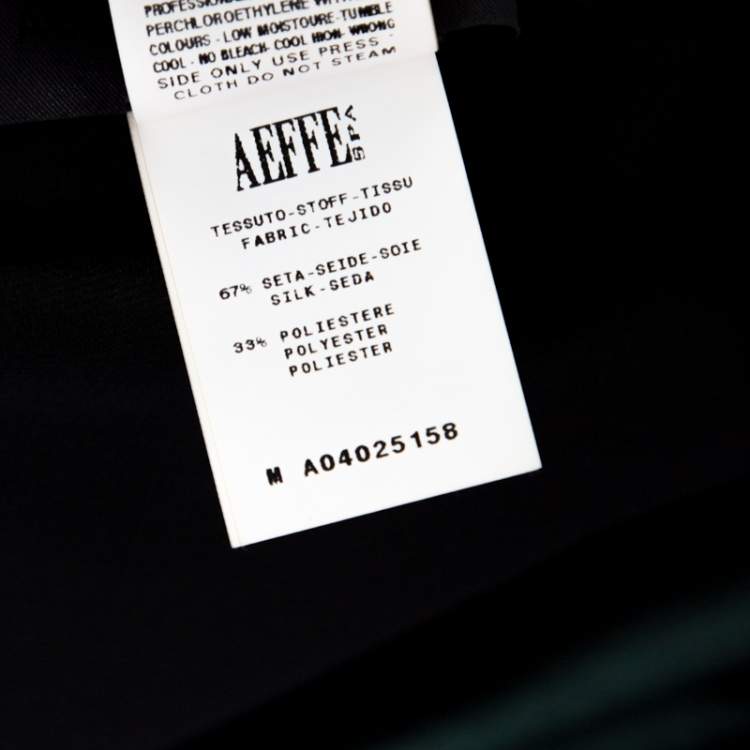 PERCHLOROETHYLENE WITH
COLOURS - LOW MOISTOURE-TUMBLE
COOL - NO BLEACH-COOL IRON-WRONG
SIDE ONLY USE PRESS -
CLOTH DO NOT STEAM
AEFFE SPA
TESSUTO-STOFF-TISSU
FABRIC-TEJIDO
67% SETA-SEIDE-SOIE
SILK-SEDA
33% POLIESTERE
POLYESTER
POLIESTER
M A04025158